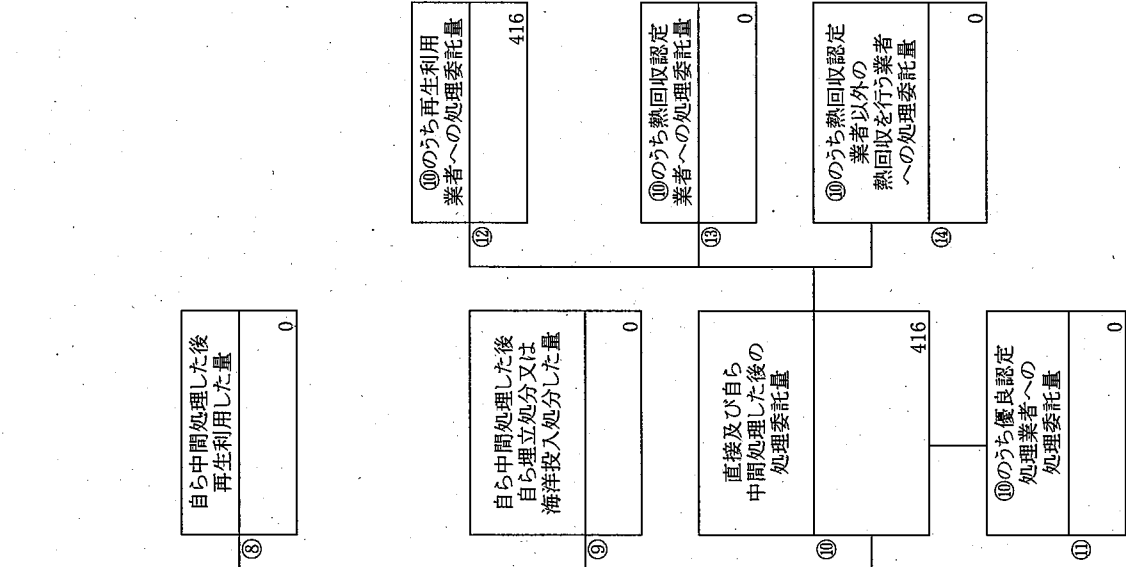 ⑧
自ら中間処理した後
再生利用した量
0
⑨
自ら中間処理した後
自ら埋立処分又は
海洋投入処分した量
0
⑩
直接及び自ら
中間処理した後の
処理委託量
416
⑪
⑩のうち優良認定
処理業者への
処理委託量
0
⑫
⑩のうち再生利用
業者への処理委託量
416
⑬
⑩のうち熱回収認定
業者への処理委託量
0
⑭
⑩のうち熱回収認定
業者以外の
熱回収を行う業者
への処理委託量
0